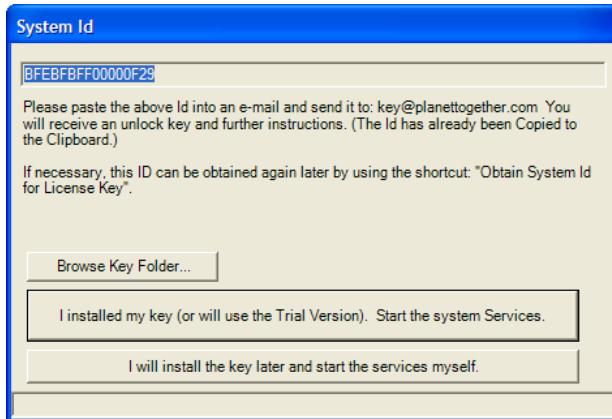 System Id
BFEBFBFF00000F29
Please paste the above Id into an e-mail and send it to: key@planettogether.com  You
will receive an unlock key and further instructions. (The Id has already been Copied to
the Clipboard.)
If necessary, this ID can be obtained again later by using the shortcut: "Obtain System Id
for License Key".
Browse Key Folder...
I installed my key (or will use the Trial Version).  Start the system Services.
I will install the key later and start the services myself.